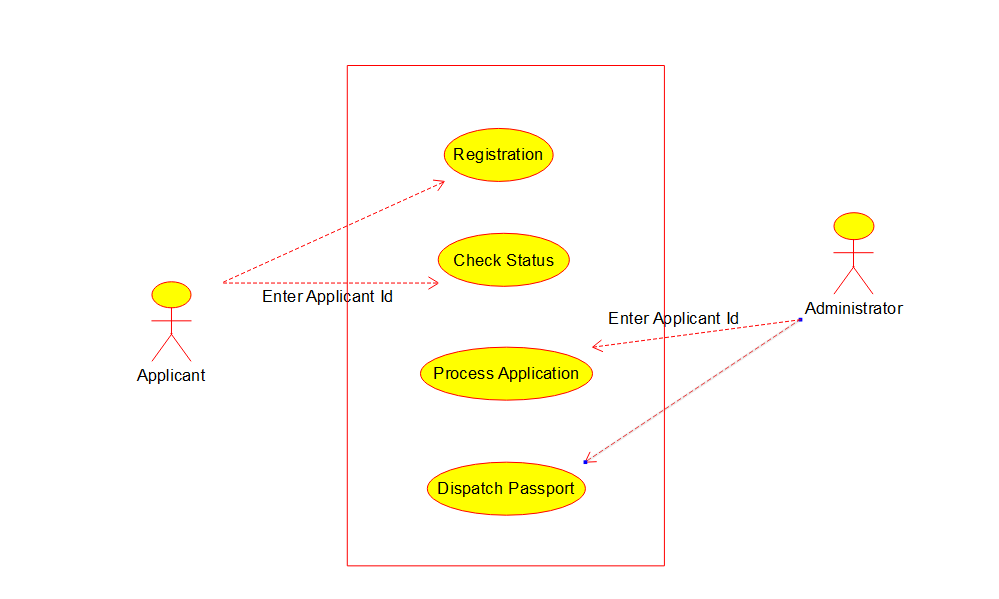 Registration
Check Status
Enter Applicant Id
Administrator
Enter Applicant Id
Process Application
Applicant
Dispatch Passport